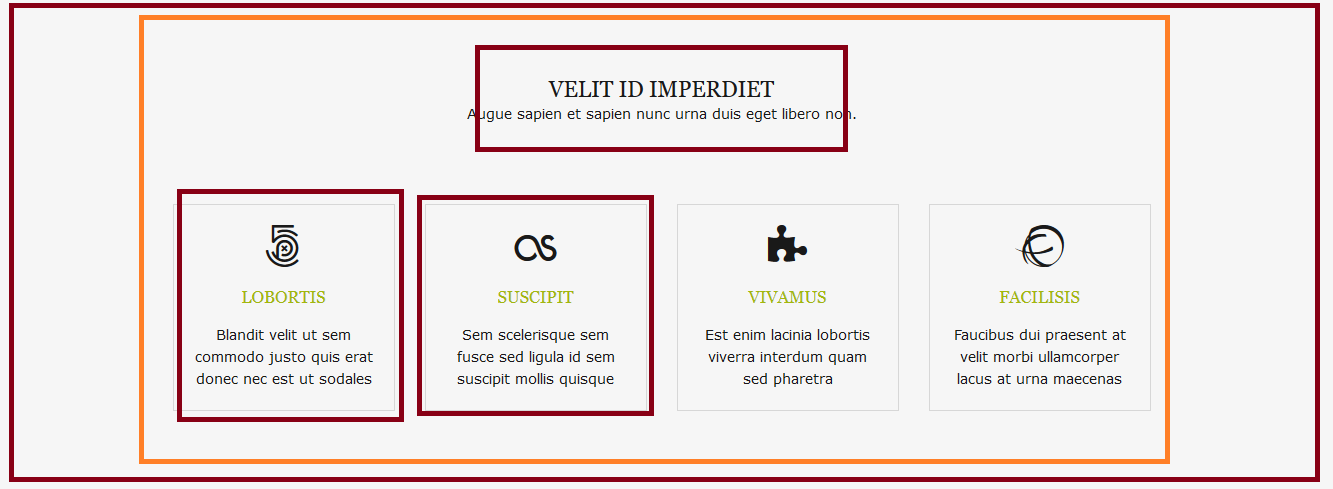 VELIT ID IMPERDIET
Augue sapien et sapien nunc urna duis eget libero non.
LOBORTIS
Blandit velit ut sem
commodo justo quis erat
donec nec est ut sodales
SUSCIPIT
Sem scelerisque sem
fusce sed ligula id sem
suscipit mollis quisque
VIVAMUS
Est enim lacinia lobortis
viverra interdum quam
sed pharetra
FACILISIS
Faucibus dui praesent at
velit morbi ullamcorper
lacus at urna maecenas